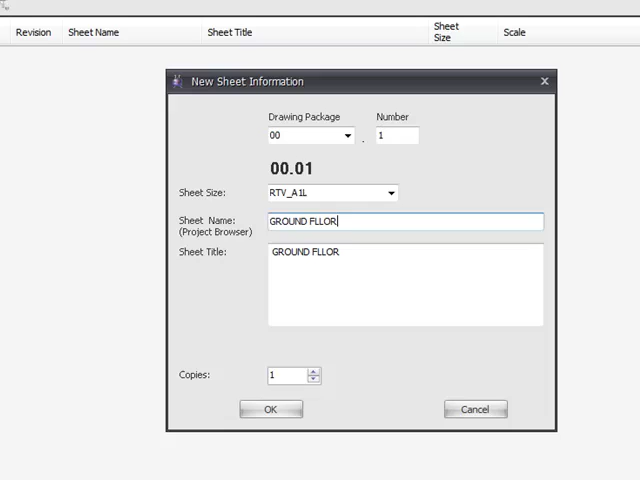 Revision Sheet Name Sheet Title Sheet Size Scale
New Sheet Information
Drawing Package Number
00 . 1
00.01
Sheet Size: RTV_A1L
Sheet Name: GROUND FLLOR
(Project Browser)
Sheet Title: GROUND FLLOR
Copies: 1
OK Cancel